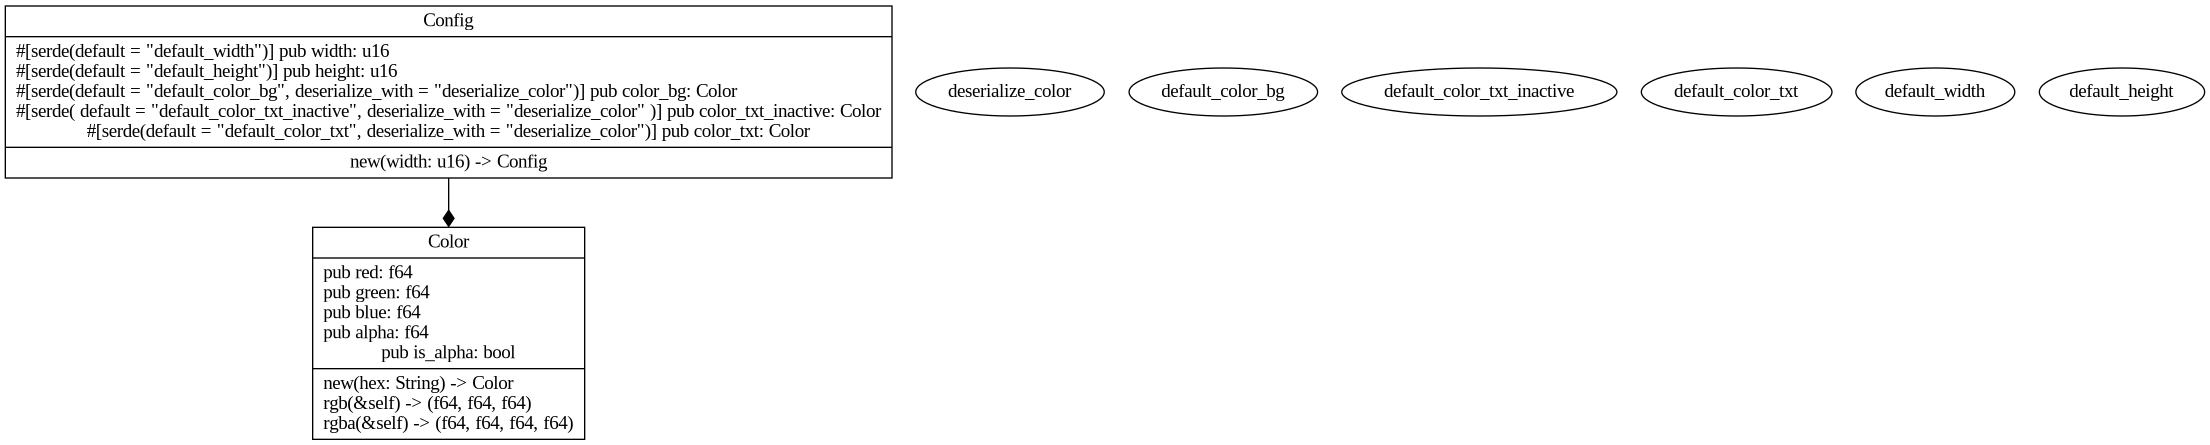 Config
#[serde(default = "default_width")] pub width: u16
#[serde(default = "default_height")] pub height: u16
#[serde(default = "default_color_bg", deserialize_with = "deserialize_color")] pub color_bg: Color
#[serde( default = "default_color_txt_inactive", deserialize_with = "deserialize_color" )] pub color_txt_inactive: Color
#[serde(default = "default_color_txt", deserialize_with = "deserialize_color")] pub color_txt: Color
new(width: u16) -> Config
deserialize_color
default_color_bg
default_color_txt_inactive
default_color_txt
default_width
default_height
Color
pub red: f64
pub green: f64
pub blue: f64
pub alpha: f64
pub is_alpha: bool
new(hex: String) -> Color
rgb(&self) -> (f64, f64, f64)
rgba(&self) -> (f64, f64, f64, f64)